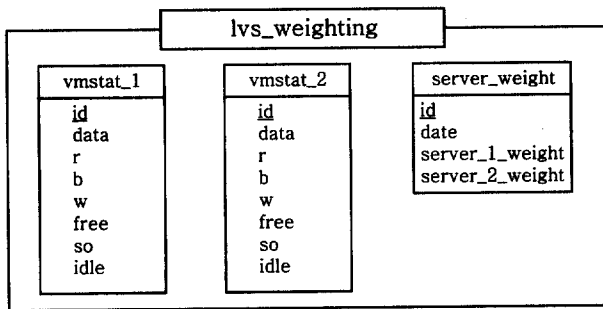 lvs_weighting
vmstat_1
id
data
r
b
w
free
so
idle
vmstat_2
id
data
r
b
w
free
so
idle
server_weight
id
date
server_1_weight
server_2_weight